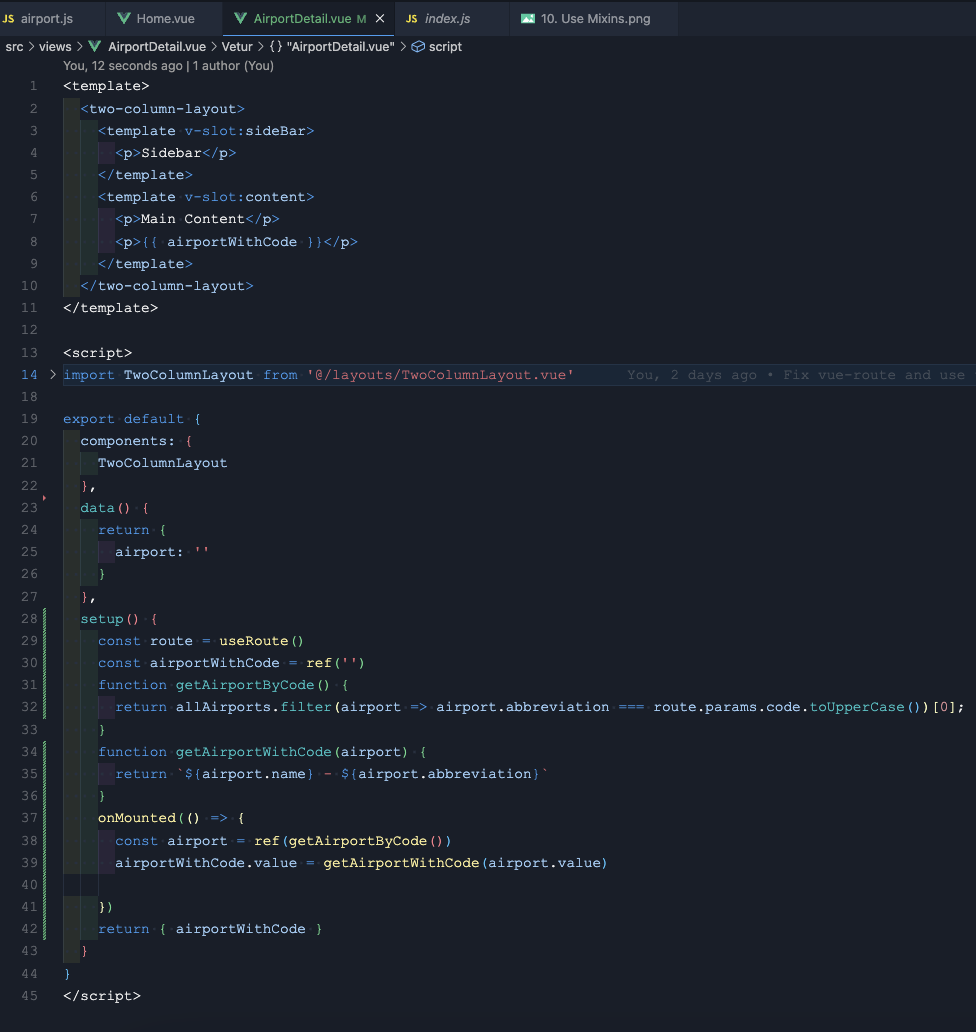 JS airport.js Home.vue AirportDetail.vue M × JS index.js 10. Use Mixins.png
src > views > AirportDetail.vue > Vetur > {} "AirportDetail.vue" > script
You, 12 seconds ago | 1 author (You)
1 <template>
2 <two-column-layout>
3 <template v-slot:sideBar>
4 <p>Sidebar</p>
5 </template>
6 <template v-slot:content>
7 <p>Main Content</p>
8 <p>{{ airportWithCode }}</p>
9 </template>
10 </two-column-layout>
11 </template>
12
13 <script>
14 > import TwoColumnLayout from '@/layouts/TwoColumnLayout.vue' You, 2 days ago • Fix vue-route and use
18
19 export default {
20 components: {
21 TwoColumnLayout
22 },
23 data() {
24 return {
25 airport: ''
26 }
27 },
28 setup() {
29 const route = useRoute()
30 const airportWithCode = ref('')
31 function getAirportByCode() {
32 return allAirports.filter(airport => airport.abbreviation === route.params.code.toUpperCase())[0];
33 }
34 function getAirportWithCode(airport) {
35 return `${airport.name} - ${airport.abbreviation}`
36 }
37 onMounted(() => {
38 const airport = ref(getAirportByCode())
39 airportWithCode.value = getAirportWithCode(airport.value)
40
41 })
42 return { airportWithCode }
43 }
44 }
45 </script>